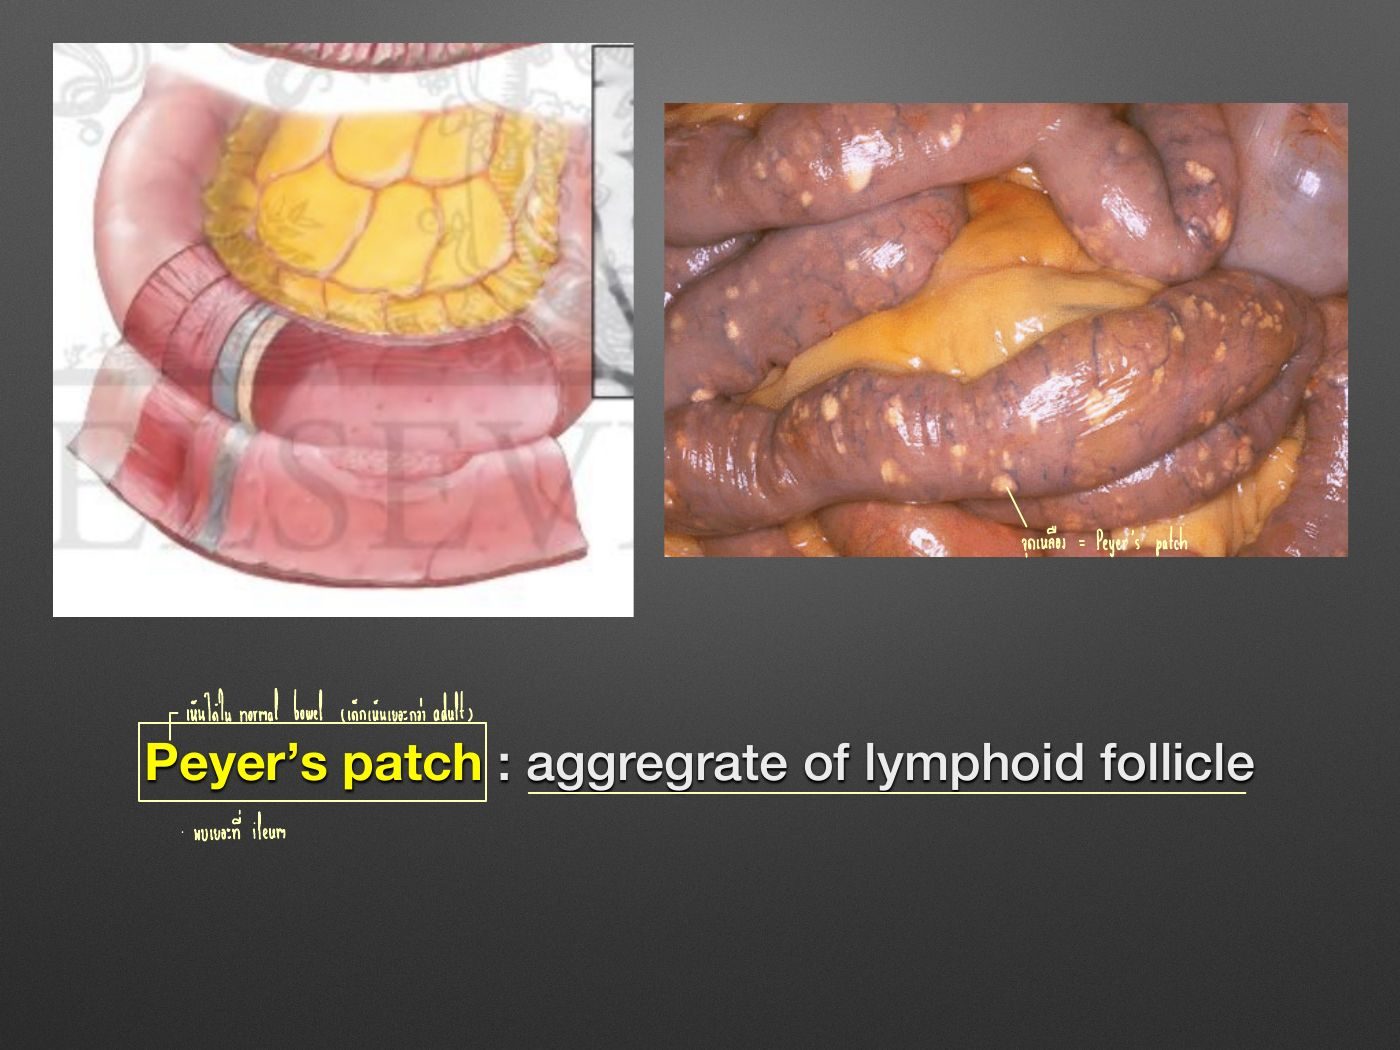 ELSEVI
จุดเหลือง = Peyer's patch
เห็นได้ใน normal bowel (เด็กเห็นเยอะกว่า adult)
Peyer’s patch : aggregrate of lymphoid follicle
· พบเยอะที่ ileum